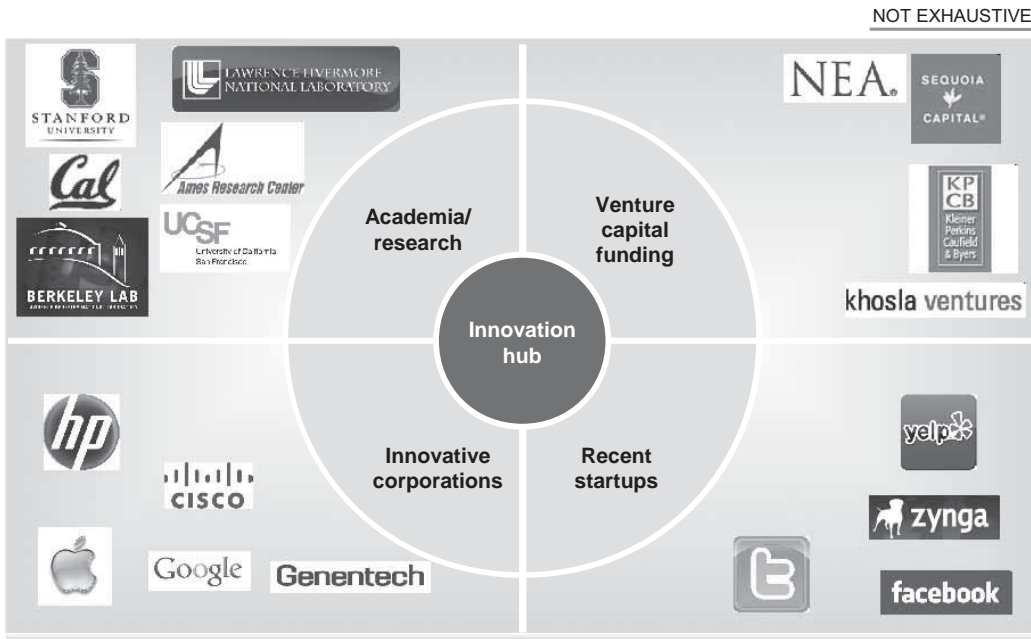 NOT EXHAUSTIVE
STANFORD
UNIVERSITY
LAWRENCE LIVERMORE
NATIONAL LABORATORY
Cal
Ames Research Center
UCSF
University of California
San Francisco
BERKELEY LAB
Academia/
research
Venture
capital
funding
NEA.
SEQUOIA
CAPITAL®
KP
CB
Kleiner
Perkins
Caufield
& Byers
khosla ventures
Innovation
hub
hp
CISCO
Google
Genentech
Innovative
corporations
Recent
startups
yelp
zynga
t
facebook